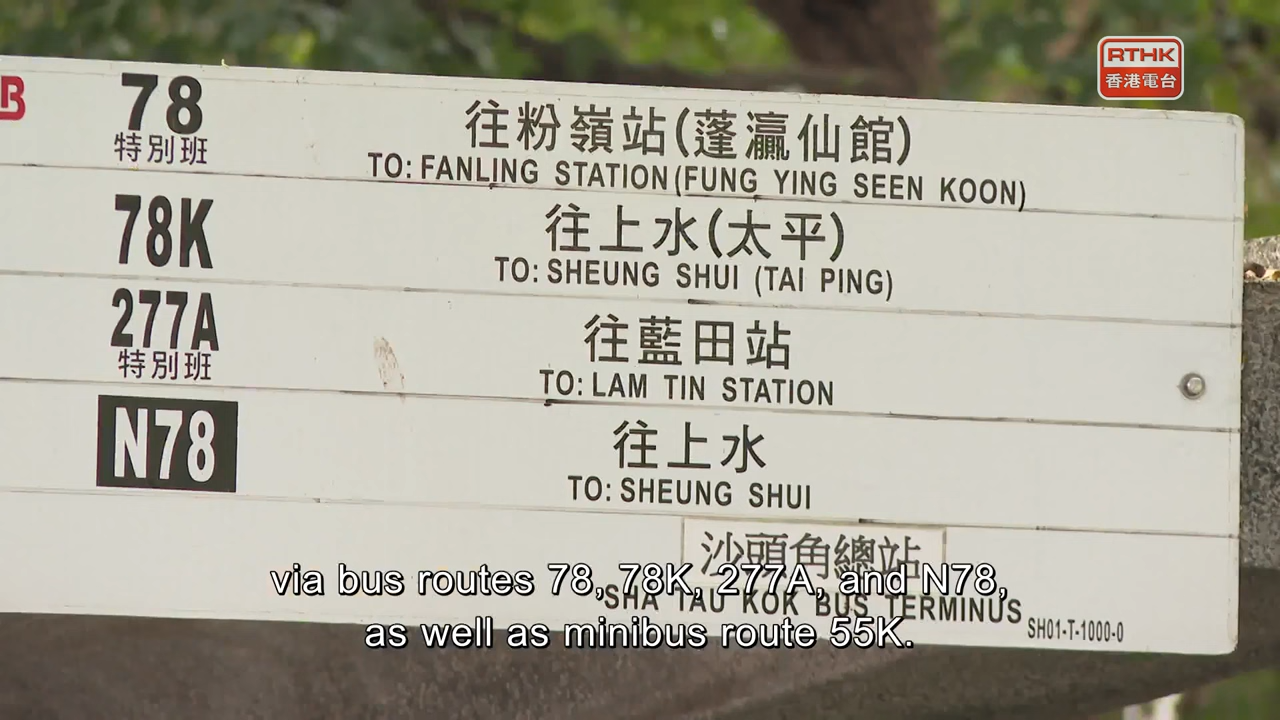 RTHK
香港電台
B
78
特別班
往粉嶺站(蓬瀛仙館)
TO: FANLING STATION (FUNG YING SEEN KOON)
78K
往上水(太平)
TO: SHEUNG SHUI (TAI PING)
277A
特別班
往藍田站
TO: LAM TIN STATION
N78
往上水
TO: SHEUNG SHUI
沙頭角總站
SHA TAU KOK BUS TERMINUS
SH01-T-1000-0
via bus routes 78, 78K, 277A, and N78,
as well as minibus route 55K.